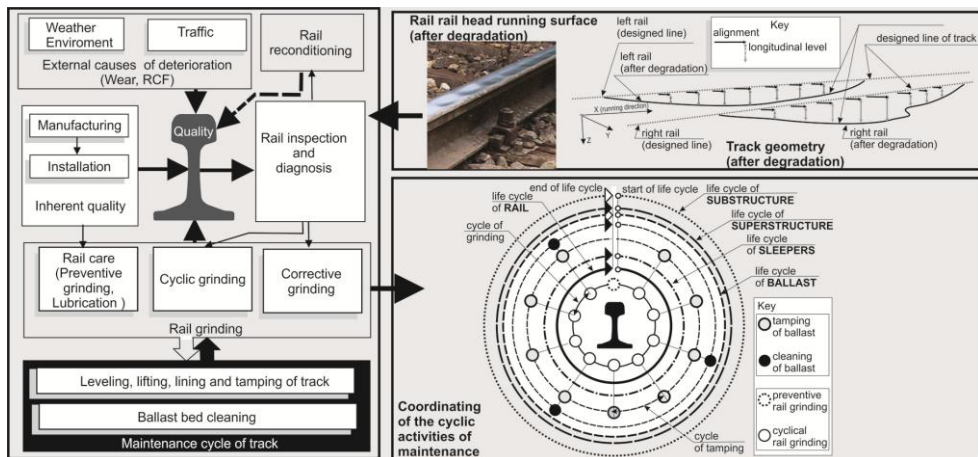 Weather
Enviroment
Traffic
External causes of deterioration
(Wear, RCF)
Rail
reconditioning
Manufacturing
Installation
Inherent quality
Quality
Rail inspection
and
diagnosis
Rail care
(Preventive
grinding,
Lubrication )
Cyclic grinding
Corrective
grinding
Rail grinding
Leveling, lifting, lining and tamping of track
Ballast bed cleaning
Maintenance cycle of track
Rail rail head running surface
(after degradation)
left rail
(designed line)
left rail
(after degradation)
Key
alignment
longitudinal level
designed line of track
X (running direction)
Y
Z
right rail
(designed line)
right rail
(after degradation)
Track geometry
(after degradation)
end of life cycle
start of life cycle
life cycle
of RAIL
cycle of
grinding
life cycle of
SUBSTRUCTURE
life cycle of
SUPERSTRUCTURE
life cycle
of SLEEPERS
life cycle
of BALLAST
Key
tamping
of ballast
cleaning
of ballast
preventive
rail grinding
cyclical
rail grinding
cycle
of tamping
Coordinating
of the cyclic
activities of
maintenance